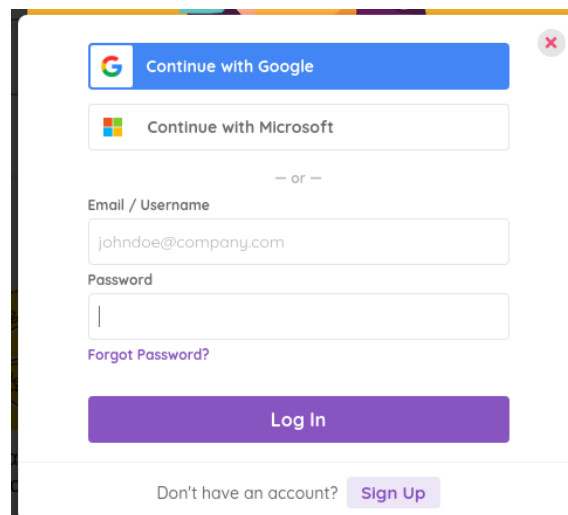 Continue with Google
Continue with Microsoft
— or —
Email / Username
johndoe@company.com
Password
Forgot Password?
Log In
Don't have an account? Sign Up